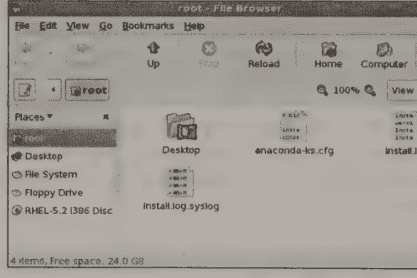 root - File Browser
File Edit View Go Bookmarks Help
Up Stop Reload Home Computer
root 100% View
Places
root
Desktop
File System
Floppy Drive
RHEL-5.2 i386 Disc
Desktop
anaconda-ks.cfg
install.l
install.log.syslog
4 items, Free space: 24.0 GB